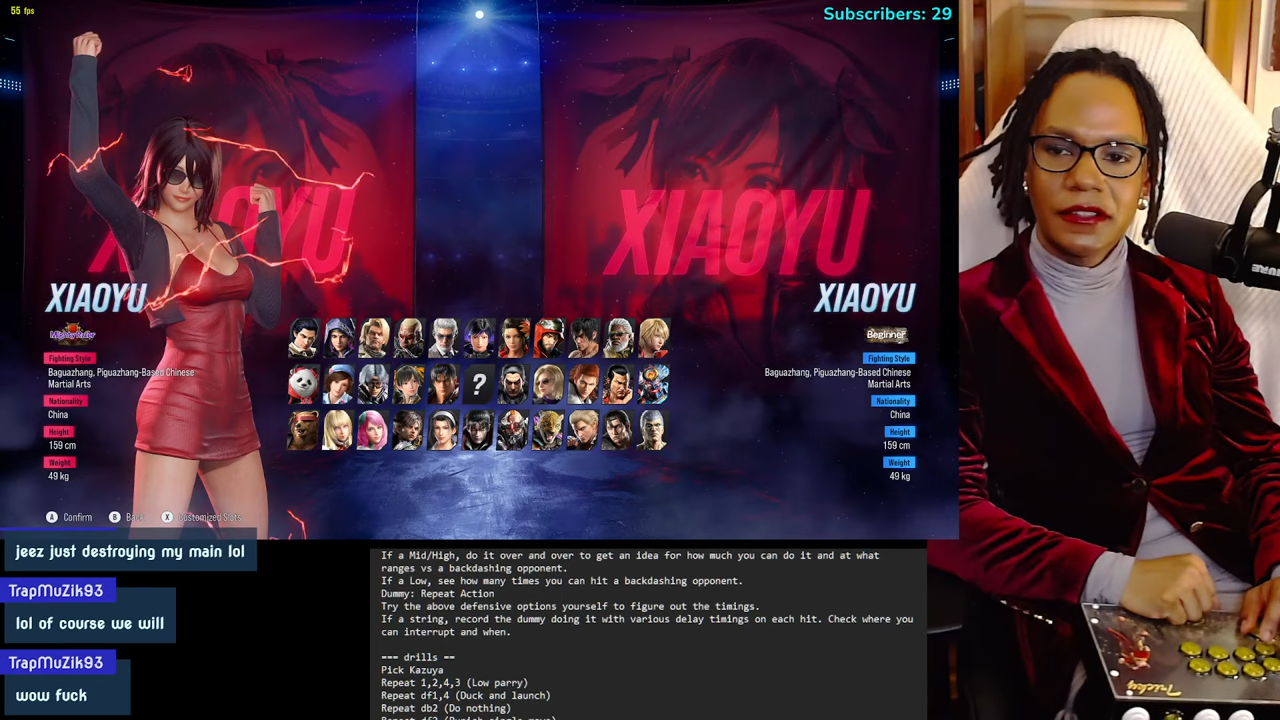 55 fps
Subscribers: 29
XIAOYU
XIAOYU
XIAOYU
XIAOYU
Mighty Ruler
Beginner
Fighting Style
Baguazhang, Piguazhang-Based Chinese
Martial Arts
Nationality
China
Height
159 cm
Weight
49 kg
Fighting Style
Baguazhang, Piguazhang-Based Chinese
Martial Arts
Nationality
China
Height
159 cm
Weight
49 kg
?
A Confirm B Back X Customized Slots
jeez just destroying my main lol
TrapMuZik93
lol of course we will
TrapMuZik93
wow fuck
If a Mid/High, do it over and over to get an idea for how much you can do it and at what
ranges vs a backdashing opponent.
If a Low, see how many times you can hit a backdashing opponent.
Dummy: Repeat Action
Try the above defensive options yourself to figure out the timings.
If a string, record the dummy doing it with various delay timings on each hit. Check where you
can interrupt and when.
--- drills --
Pick Kazuya
Repeat 1,2,4,3 (Low parry)
Repeat df1,4 (Duck and launch)
Repeat db2 (Do nothing)
Tricky